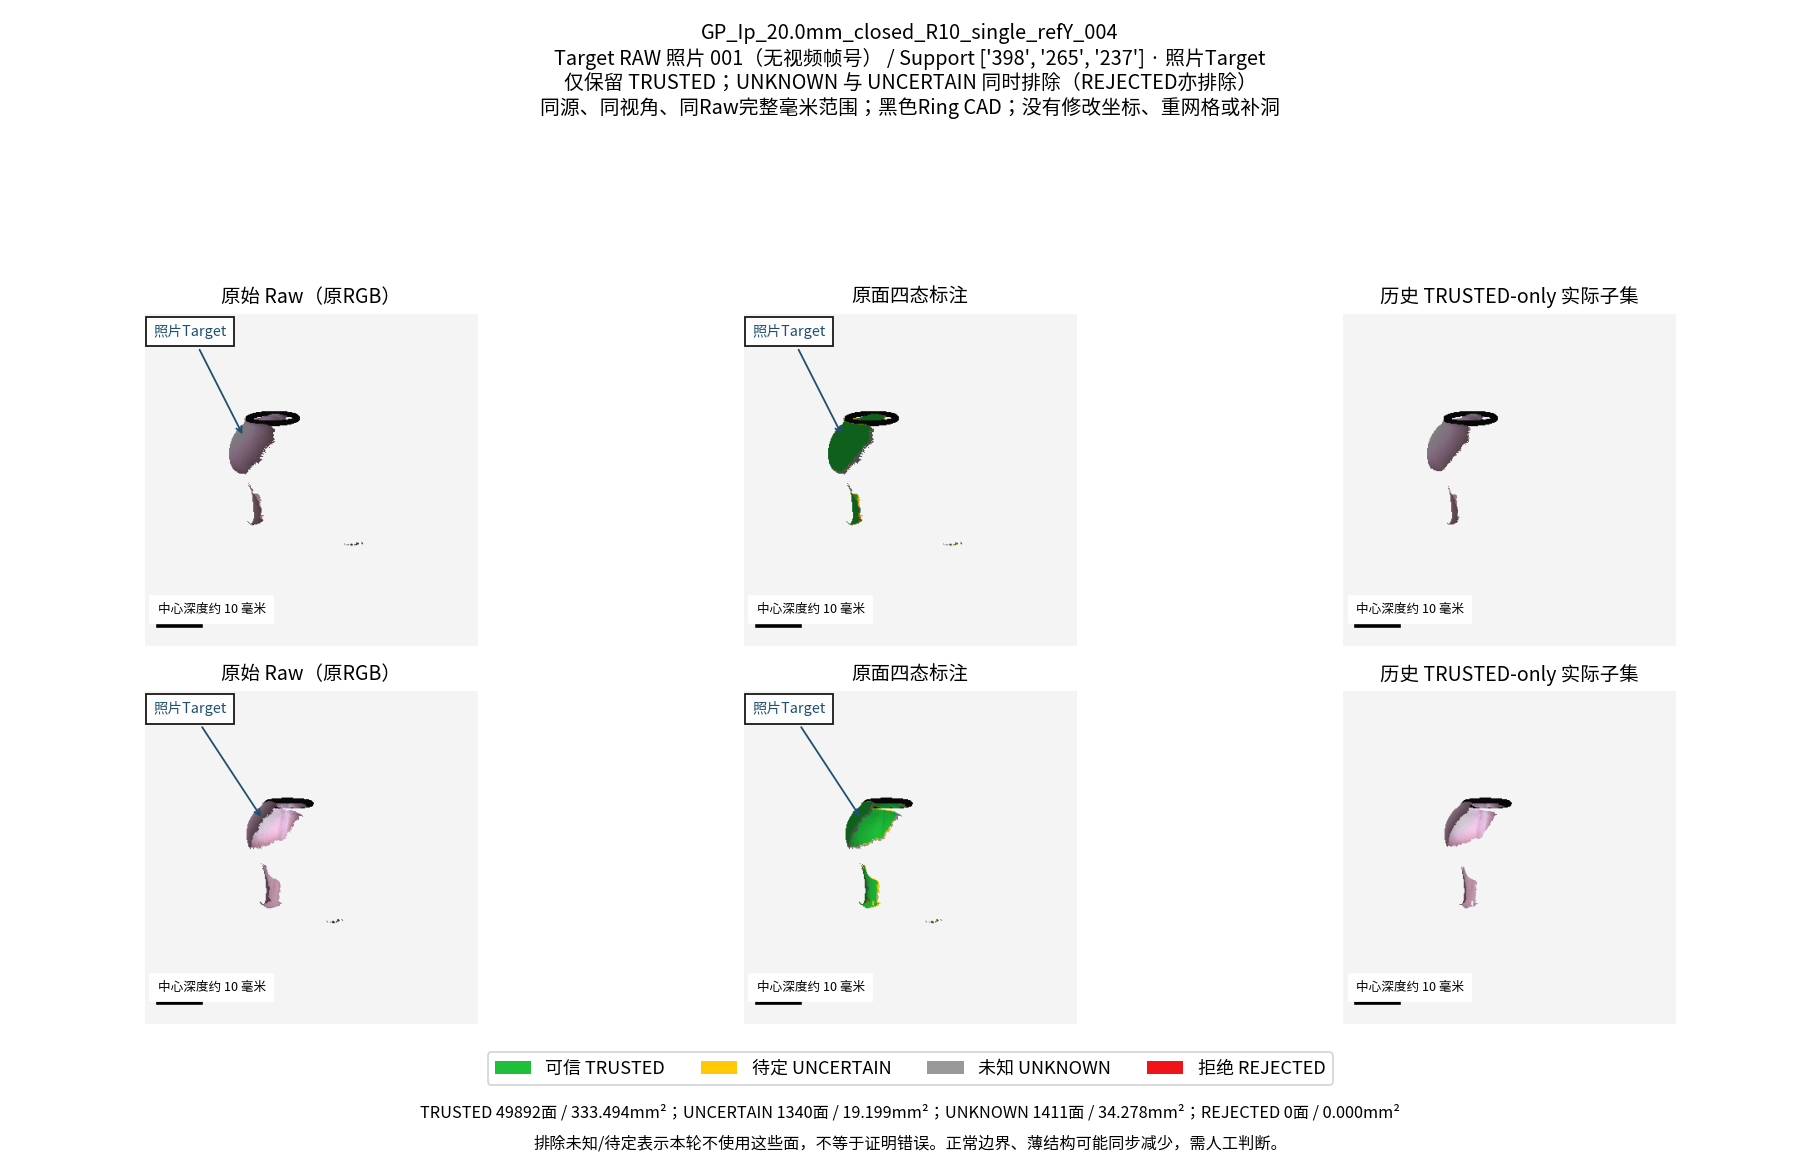 GP_Ip_20.0mm_closed_R10_single_refY_004
Target RAW 照片 001（无视频帧号） / Support ['398', '265', '237'] · 照片Target
仅保留 TRUSTED；UNKNOWN 与 UNCERTAIN 同时排除（REJECTED亦排除）
同源、同视角、同Raw完整毫米范围；黑色Ring CAD；没有修改坐标、重网格或补洞
原始 Raw（原RGB）
原面四态标注
历史 TRUSTED-only 实际子集
照片Target
照片Target
中心深度约 10 毫米
中心深度约 10 毫米
中心深度约 10 毫米
原始 Raw（原RGB）
原面四态标注
历史 TRUSTED-only 实际子集
照片Target
照片Target
中心深度约 10 毫米
中心深度约 10 毫米
中心深度约 10 毫米
可信 TRUSTED
待定 UNCERTAIN
未知 UNKNOWN
拒绝 REJECTED
TRUSTED 49892面 / 333.494mm²；UNCERTAIN 1340面 / 19.199mm²；UNKNOWN 1411面 / 34.278mm²；REJECTED 0面 / 0.000mm²
排除未知/待定表示本轮不使用这些面，不等于证明错误。正常边界、薄结构可能同步减少，需人工判断。